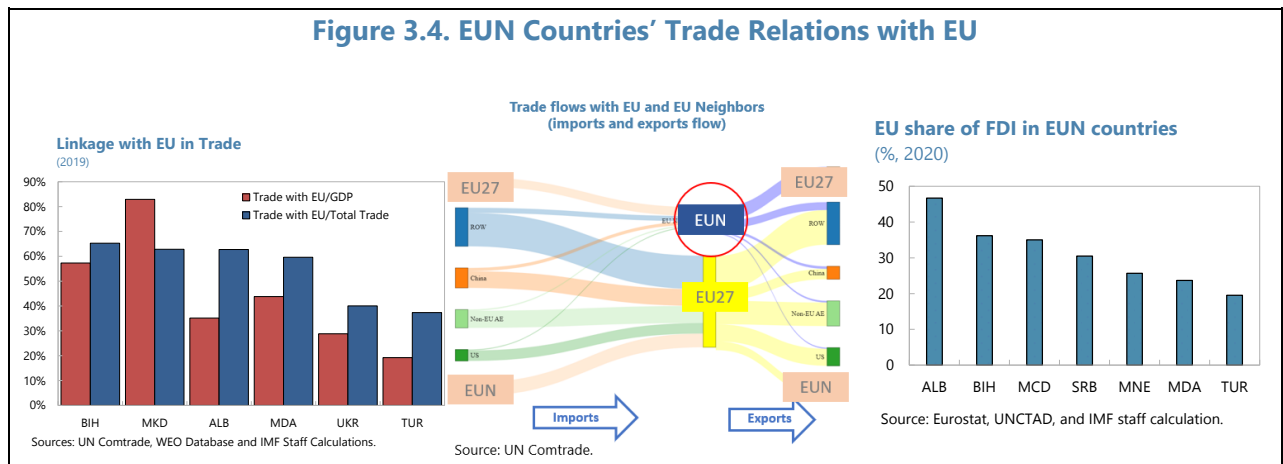 Figure 3.4. EUN Countries' Trade Relations with EU
Linkage with EU in Trade
(2019)
90%
80%
70%
60%
50%
40%
30%
20%
10%
0%
Trade with EU/GDP
Trade with EU/Total Trade
BIH MKD ALB MDA UKR TUR
Sources: UN Comtrade, WEO Database and IMF Staff Calculations.
Trade flows with EU and EU Neighbors
(imports and exports flow)
EU27
ROW
China
Non-EU AE
US
EUN
EUN
EU27
EU27
ROW
China
Non-EU AE
US
EUN
Imports
Exports
Source: UN Comtrade.
EU share of FDI in EUN countries
(%, 2020)
50
40
30
20
10
0
ALB BIH MCD SRB MNE MDA TUR
Source: Eurostat, UNCTAD, and IMF staff calculation.